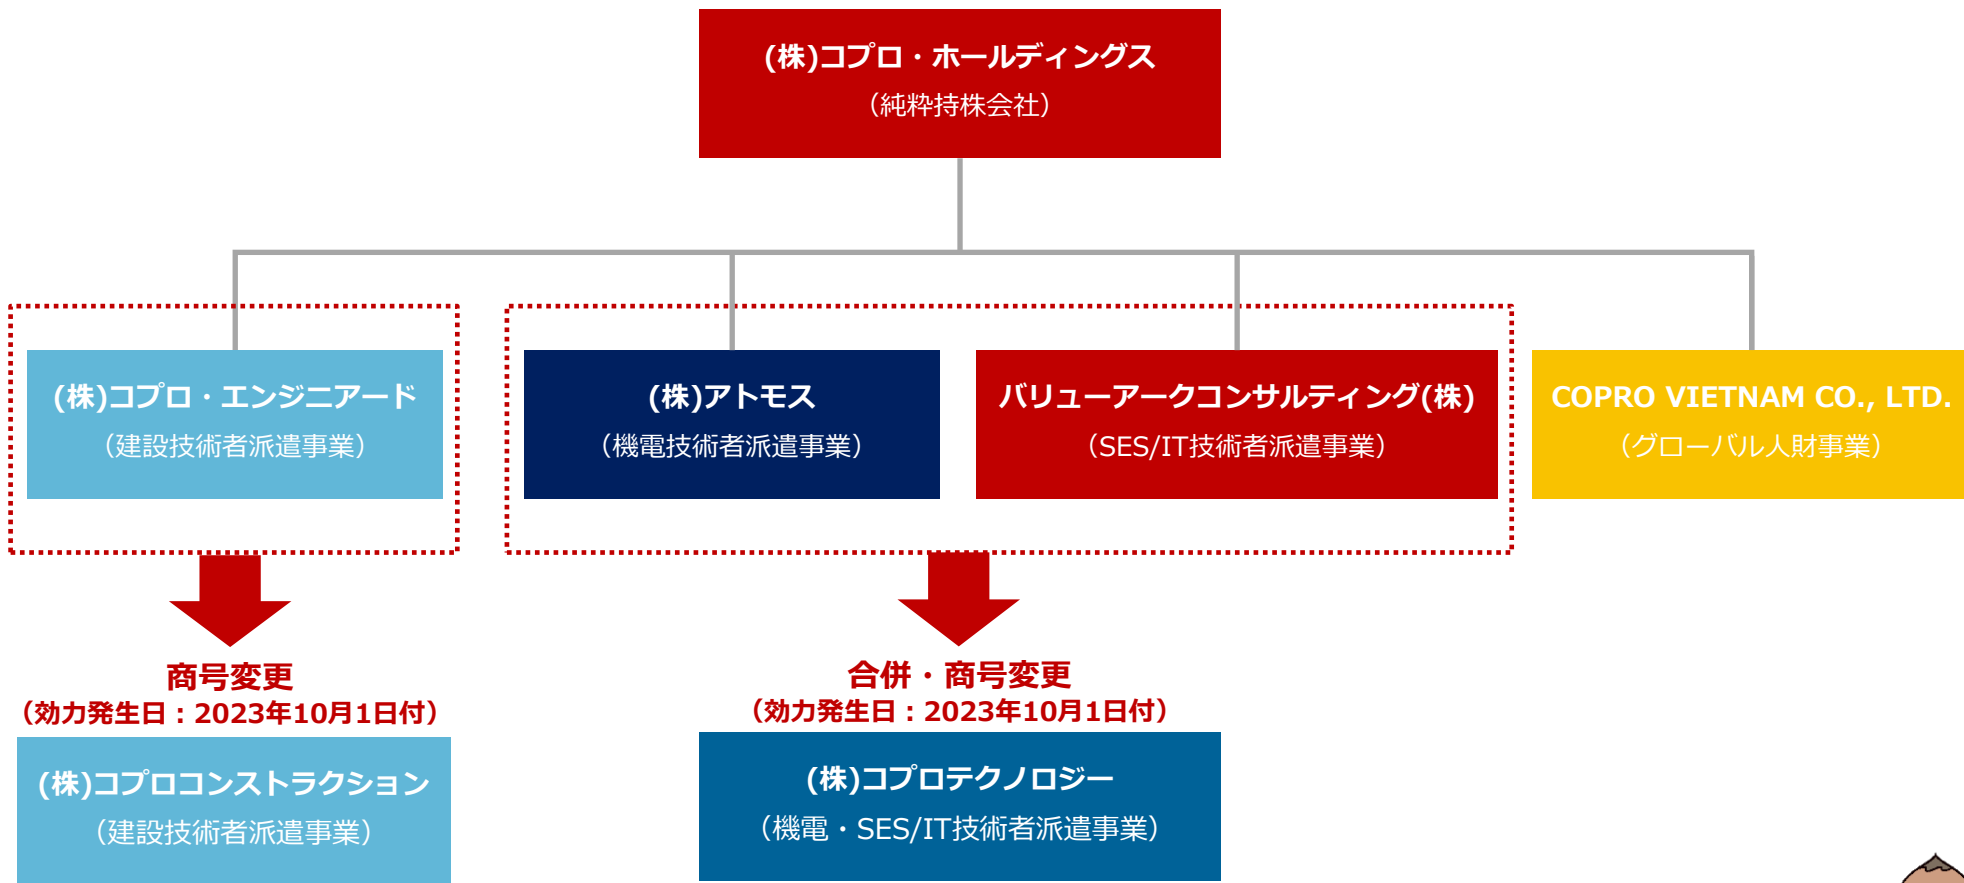 (株)コプロ・ホールディングス
（純粋持株会社）
(株)コプロ・エンジニアード
（建設技術者派遣事業）
(株)アトモス
（機電技術者派遣事業）
バリューアークコンサルティング(株)
（SES/IT技術者派遣事業）
COPRO VIETNAM CO., LTD.
（グローバル人財事業）
商号変更
（効力発生日：2023年10月1日付）
(株)コプロコンストラクション
（建設技術者派遣事業）
合併・商号変更
（効力発生日：2023年10月1日付）
(株)コプロテクノロジー
（機電・SES/IT技術者派遣事業）